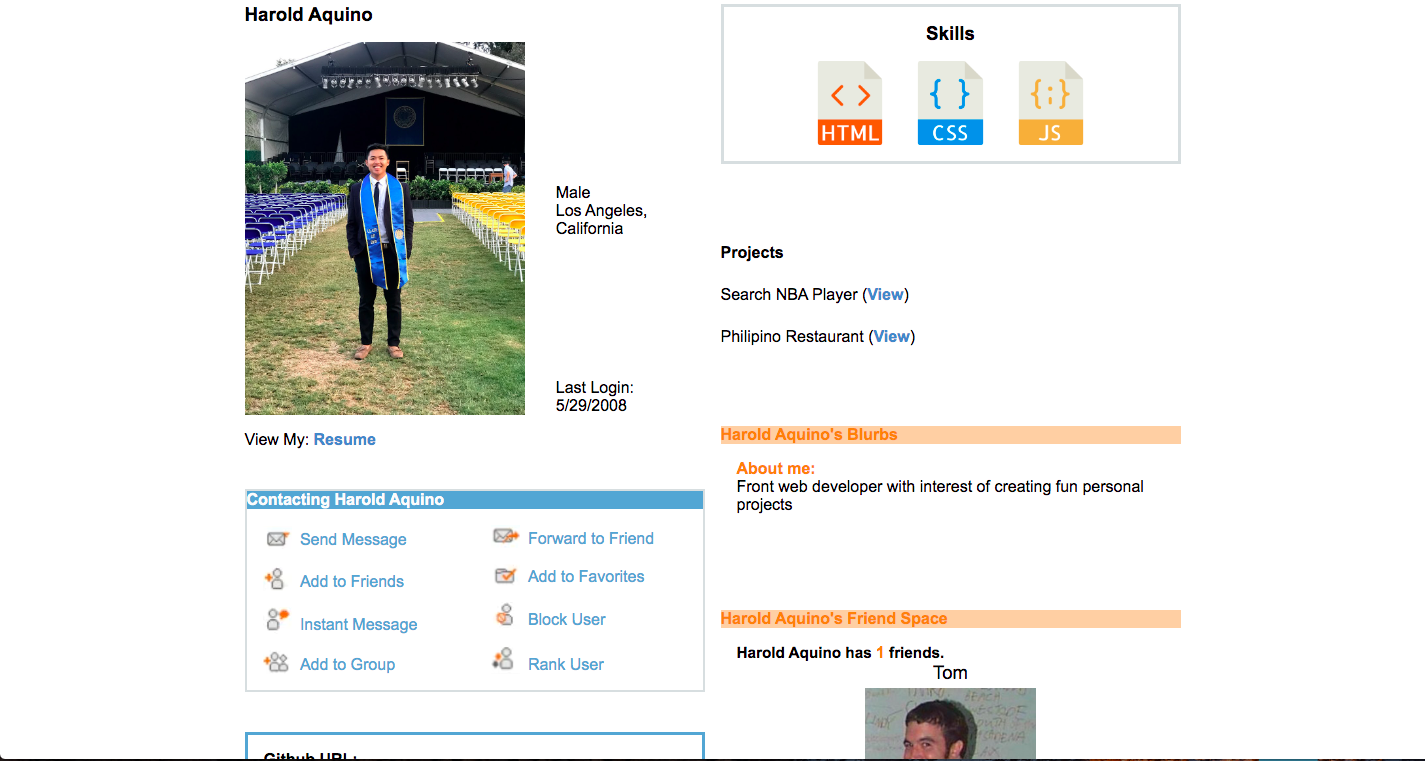 Harold Aquino
Male
Los Angeles,
California
Last Login:
5/29/2008
View My: Resume
Contacting Harold Aquino
Send Message
Forward to Friend
Add to Friends
Add to Favorites
Instant Message
Block User
Add to Group
Rank User
Github URL:
Skills
HTML
CSS
JS
Projects
Search NBA Player (View)
Philipino Restaurant (View)
Harold Aquino's Blurbs
About me:
Front web developer with interest of creating fun personal
projects
Harold Aquino's Friend Space
Harold Aquino has 1 friends.
Tom